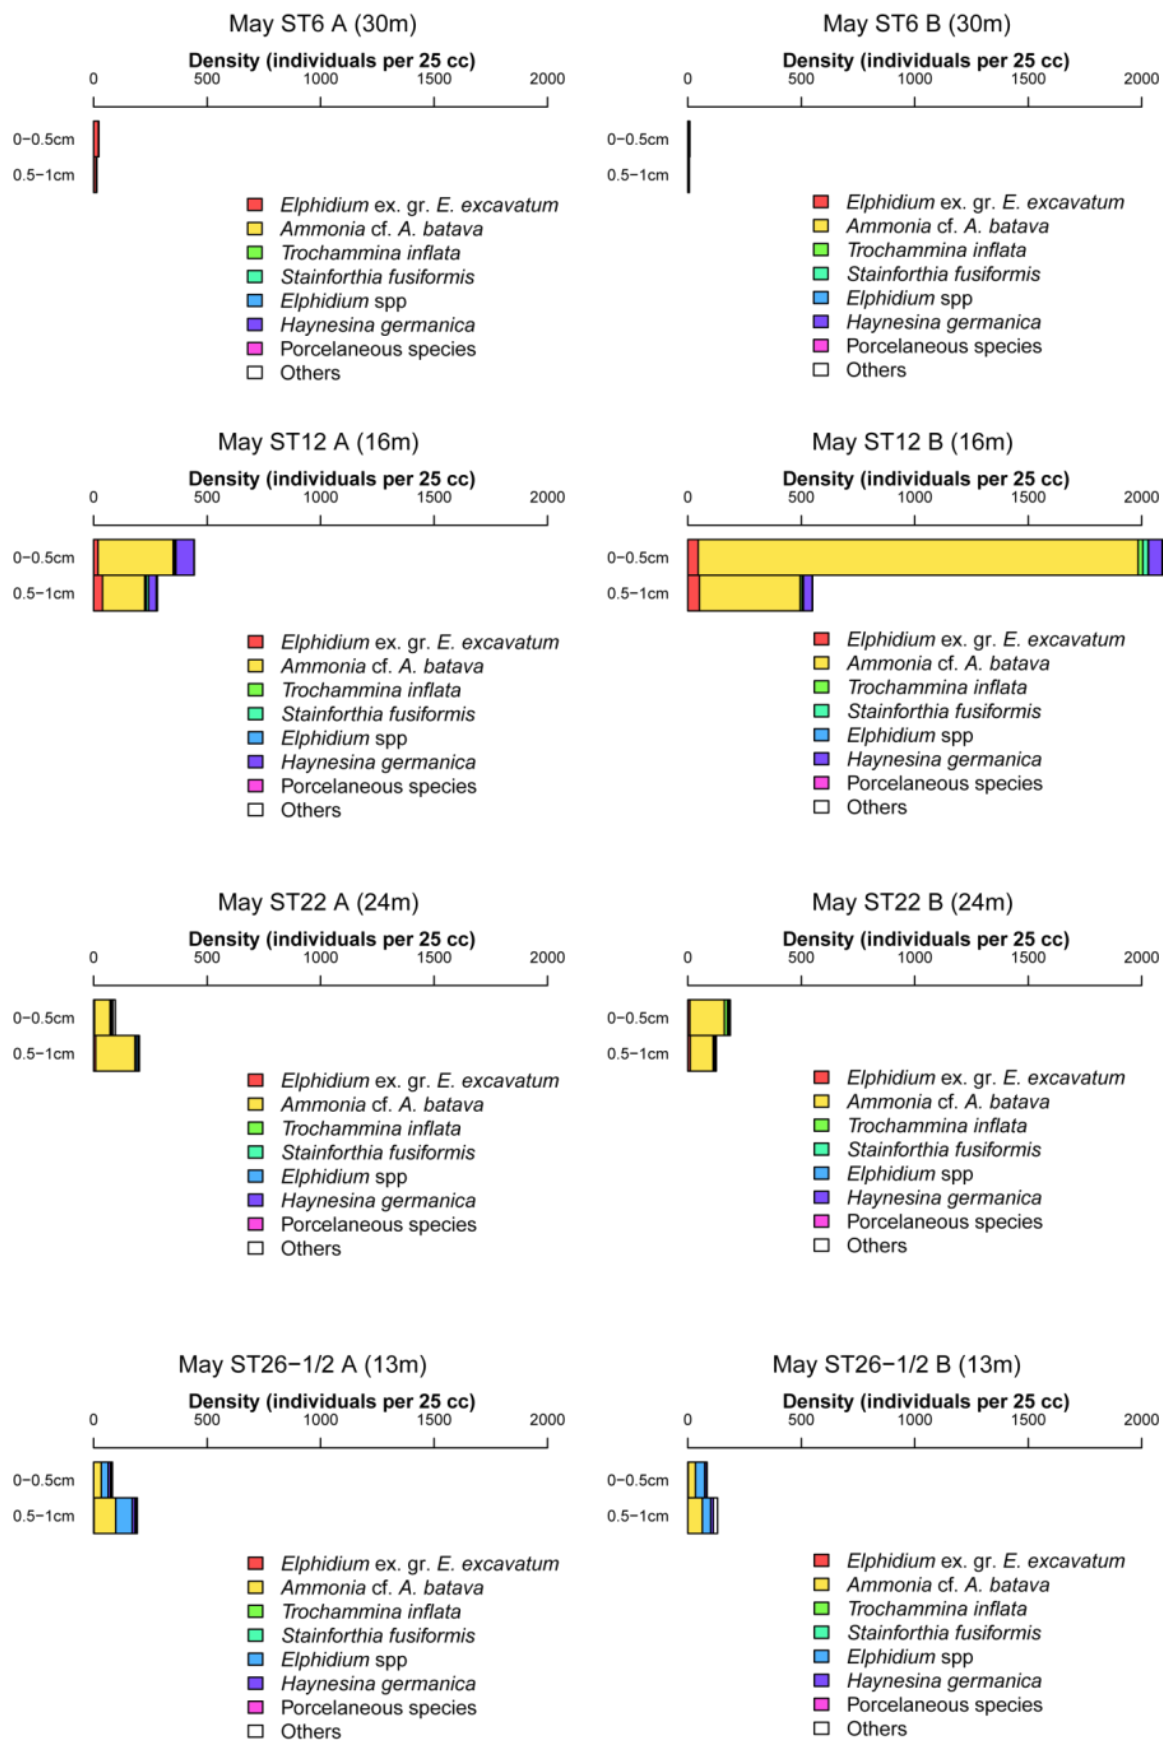 May ST6 A (30m)
Density (individuals per 25 cc)
0 500 1000 1500 2000
0−0.5cm
0.5−1cm
Elphidium ex. gr. E. excavatum
Ammonia cf. A. batava
Trochammina inflata
Stainforthia fusiformis
Elphidium spp
Haynesina germanica
Porcelaneous species
Others
May ST6 B (30m)
Density (individuals per 25 cc)
0 500 1000 1500 2000
0−0.5cm
0.5−1cm
Elphidium ex. gr. E. excavatum
Ammonia cf. A. batava
Trochammina inflata
Stainforthia fusiformis
Elphidium spp
Haynesina germanica
Porcelaneous species
Others
May ST12 A (16m)
Density (individuals per 25 cc)
0 500 1000 1500 2000
0−0.5cm
0.5−1cm
Elphidium ex. gr. E. excavatum
Ammonia cf. A. batava
Trochammina inflata
Stainforthia fusiformis
Elphidium spp
Haynesina germanica
Porcelaneous species
Others
May ST12 B (16m)
Density (individuals per 25 cc)
0 500 1000 1500 2000
0−0.5cm
0.5−1cm
Elphidium ex. gr. E. excavatum
Ammonia cf. A. batava
Trochammina inflata
Stainforthia fusiformis
Elphidium spp
Haynesina germanica
Porcelaneous species
Others
May ST22 A (24m)
Density (individuals per 25 cc)
0 500 1000 1500 2000
0−0.5cm
0.5−1cm
Elphidium ex. gr. E. excavatum
Ammonia cf. A. batava
Trochammina inflata
Stainforthia fusiformis
Elphidium spp
Haynesina germanica
Porcelaneous species
Others
May ST22 B (24m)
Density (individuals per 25 cc)
0 500 1000 1500 2000
0−0.5cm
0.5−1cm
Elphidium ex. gr. E. excavatum
Ammonia cf. A. batava
Trochammina inflata
Stainforthia fusiformis
Elphidium spp
Haynesina germanica
Porcelaneous species
Others
May ST26−1/2 A (13m)
Density (individuals per 25 cc)
0 500 1000 1500 2000
0−0.5cm
0.5−1cm
Elphidium ex. gr. E. excavatum
Ammonia cf. A. batava
Trochammina inflata
Stainforthia fusiformis
Elphidium spp
Haynesina germanica
Porcelaneous species
Others
May ST26−1/2 B (13m)
Density (individuals per 25 cc)
0 500 1000 1500 2000
0−0.5cm
0.5−1cm
Elphidium ex. gr. E. excavatum
Ammonia cf. A. batava
Trochammina inflata
Stainforthia fusiformis
Elphidium spp
Haynesina germanica
Porcelaneous species
Others